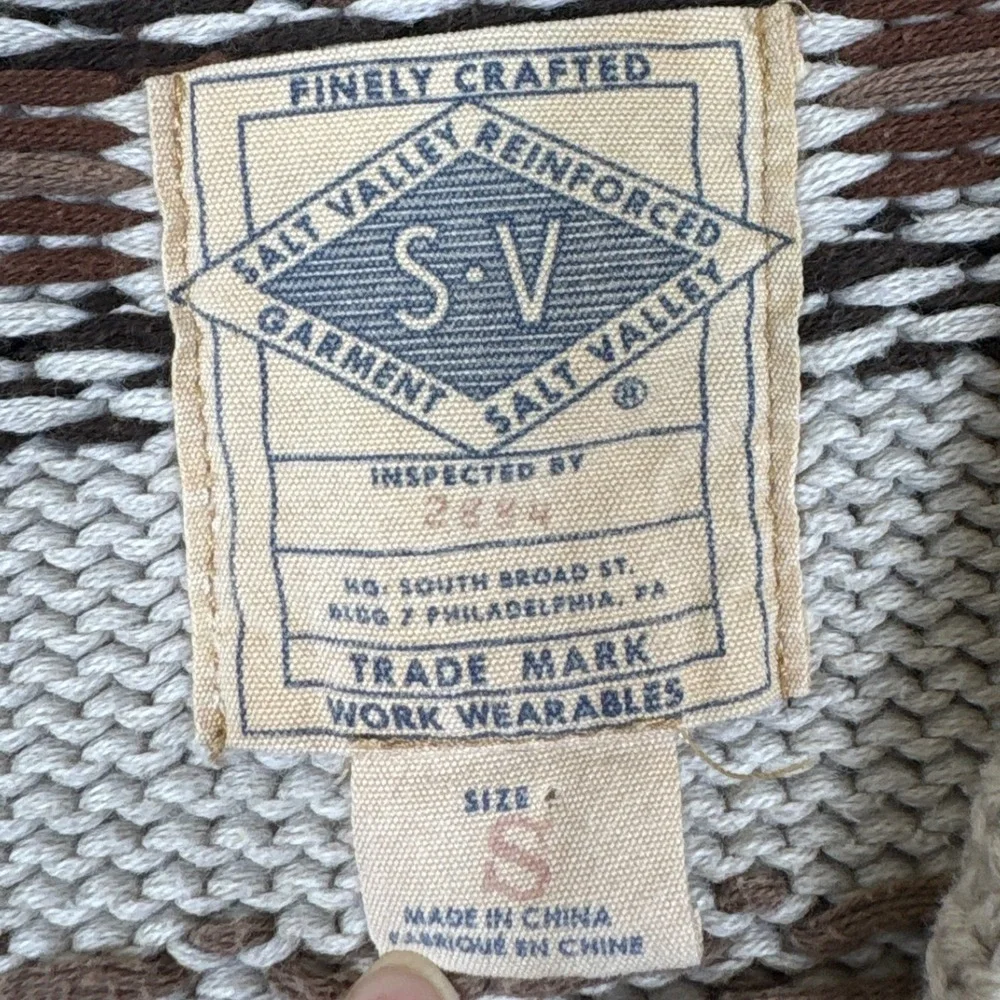 FINELY CRAFTED
SALT VALLEY REINFORCED
S·V
GARMENT SALT VALLEY
®
INSPECTED BY
HQ. SOUTH BROAD ST.
BLDG 7 PHILADELPHIA, PA
TRADE MARK
WORK WEARABLES
SIZE
S
MADE IN CHINA
FABRIQUÉ EN CHINE